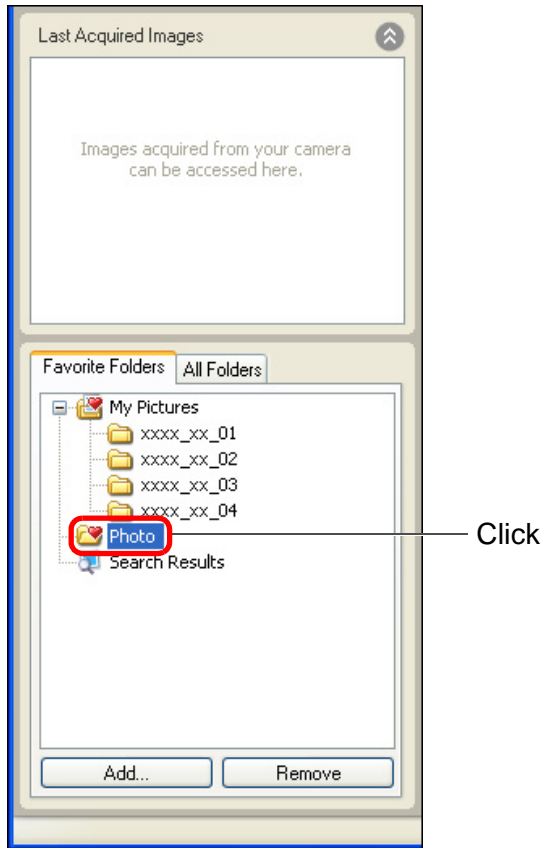 Last Acquired Images
Images acquired from your camera
can be accessed here.
Favorite Folders All Folders
My Pictures
xxxx_xx_01
xxxx_xx_02
xxxx_xx_03
xxxx_xx_04
Photo
Click
Search Results
Add... Remove